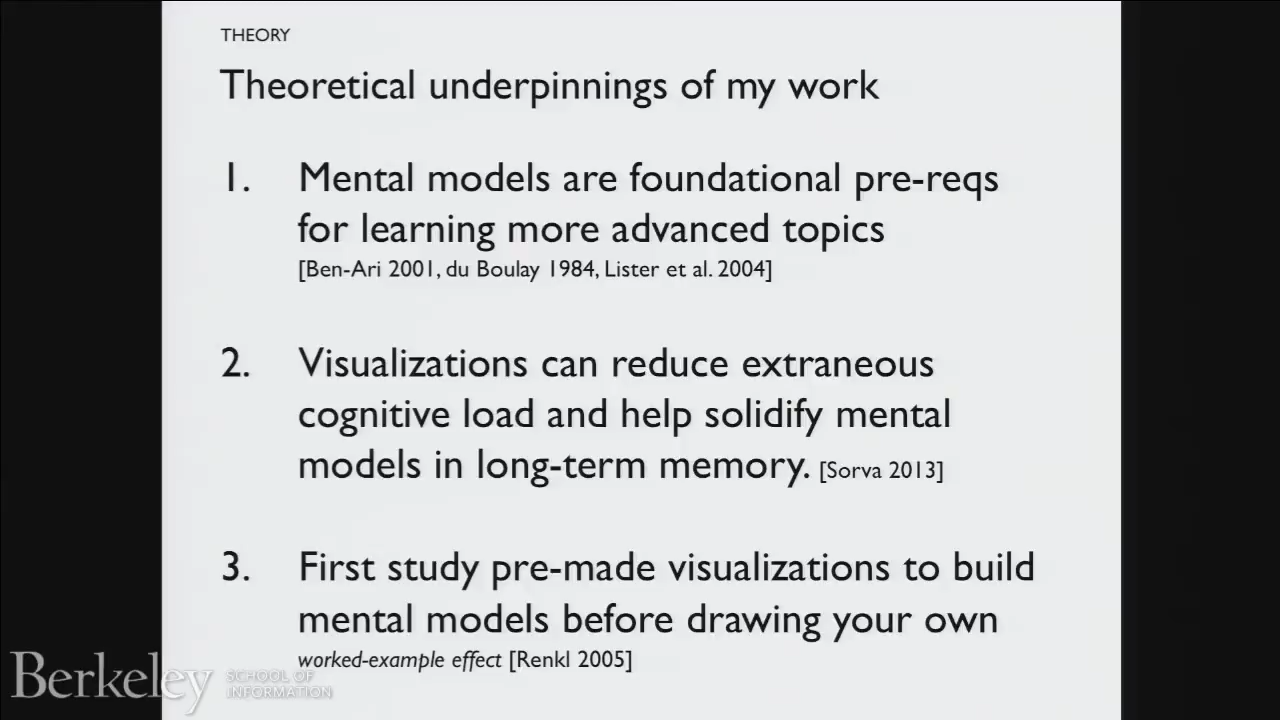 THEORY
Theoretical underpinnings of my work
1. Mental models are foundational pre-reqs
for learning more advanced topics
[Ben-Ari 2001, du Boulay 1984, Lister et al. 2004]
2. Visualizations can reduce extraneous
cognitive load and help solidify mental
models in long-term memory. [Sorva 2013]
3. First study pre-made visualizations to build
mental models before drawing your own
worked-example effect [Renkl 2005]
Berkeley SCHOOL OF
INFORMATION